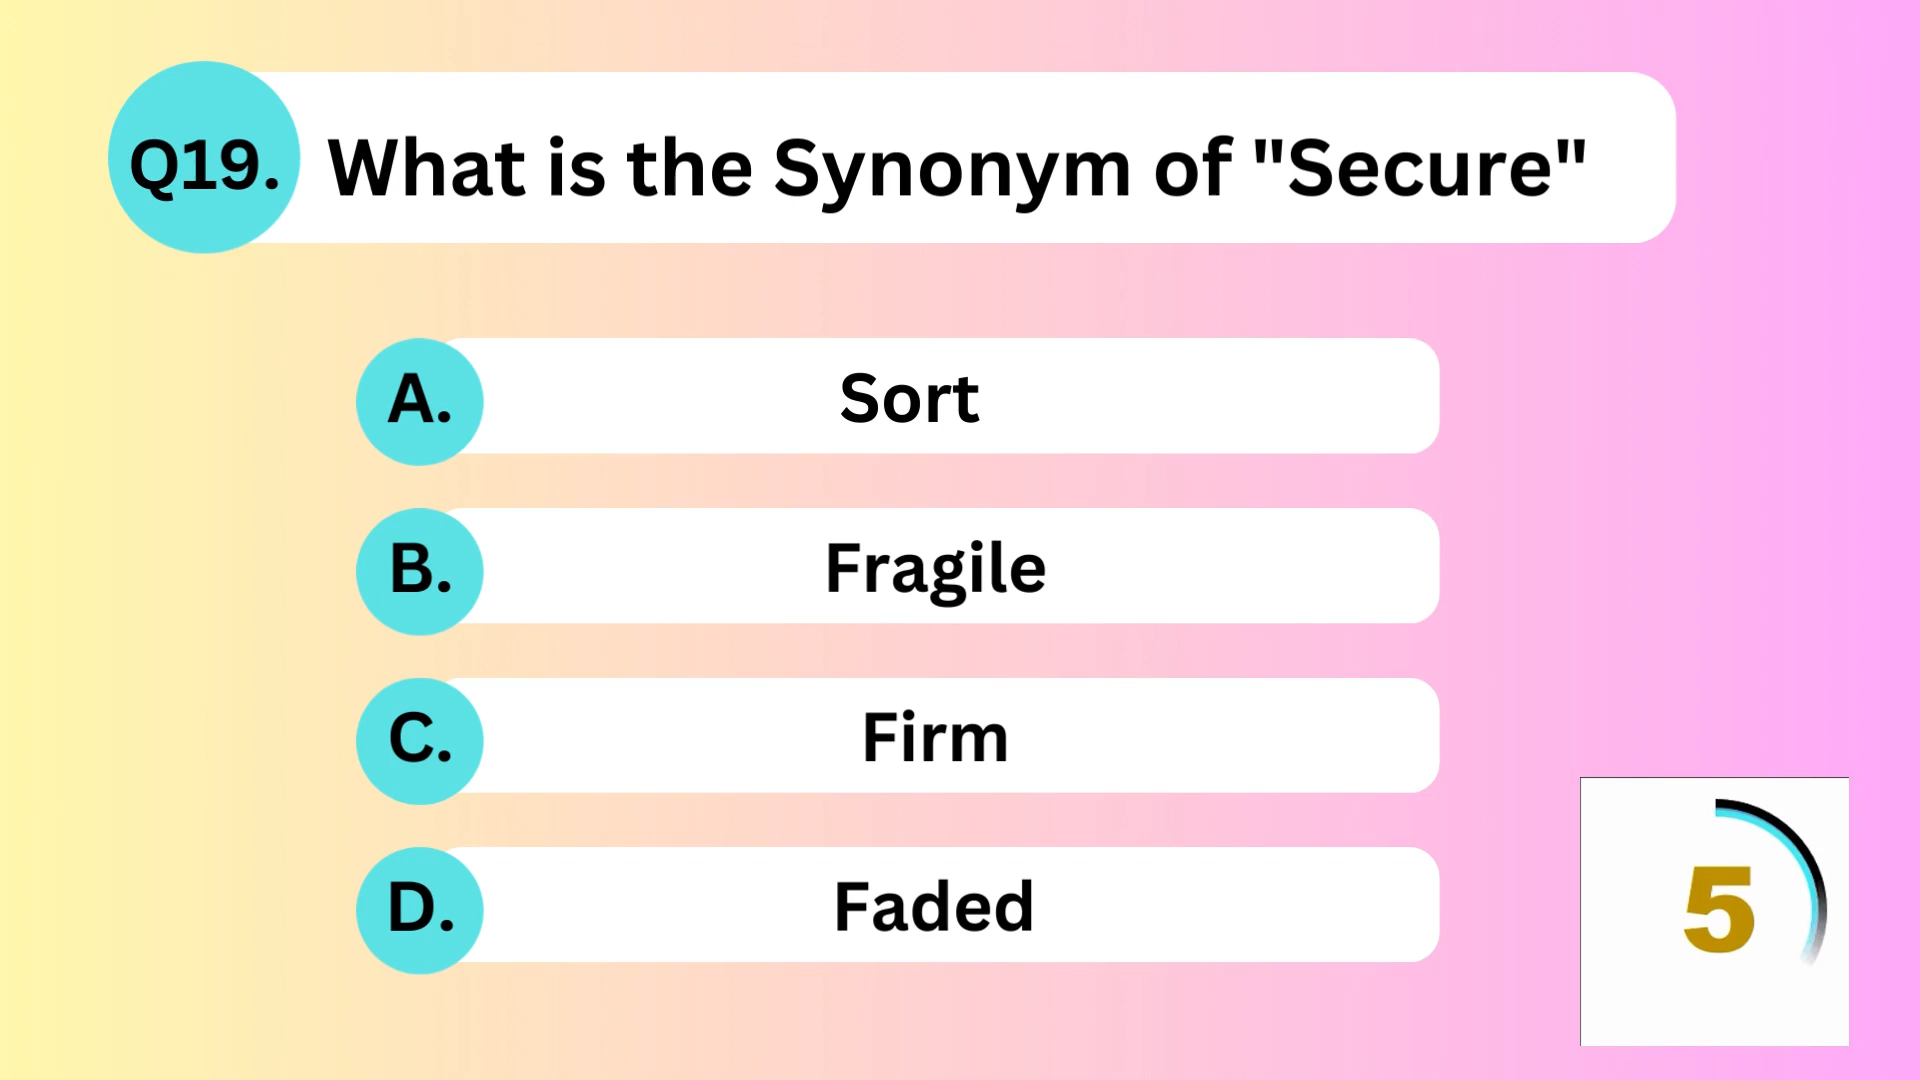 Q19. What is the Synonym of "Secure"
A. Sort
B. Fragile
C. Firm
D. Faded
5